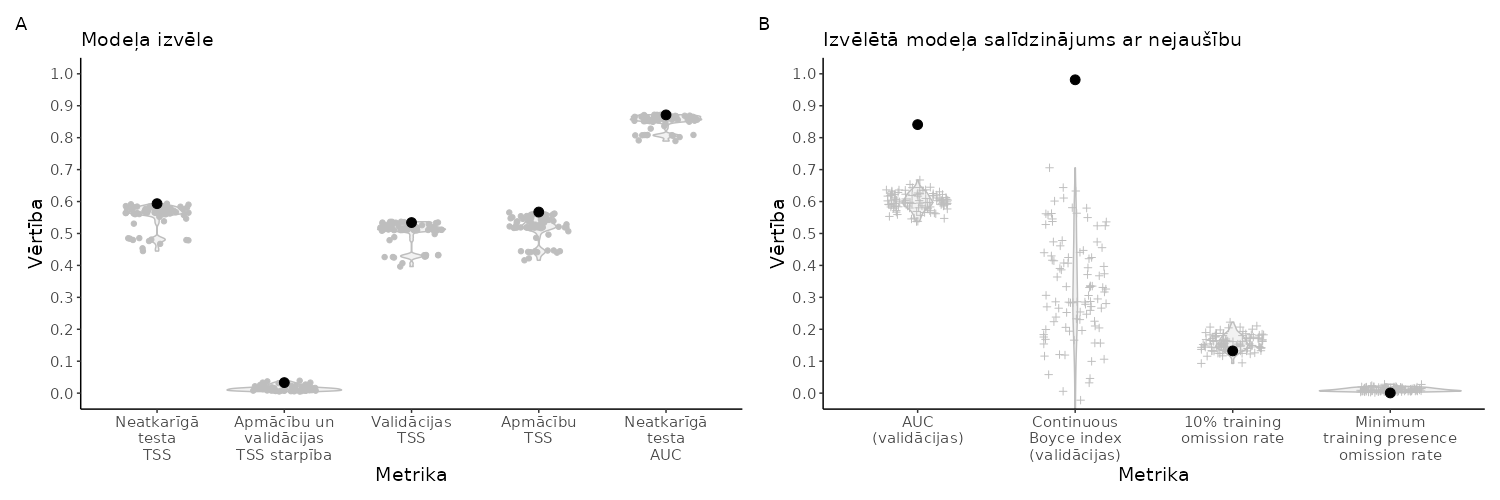 A
Modeļa izvēle
Vērtība
1.0
0.9
0.8
0.7
0.6
0.5
0.4
0.3
0.2
0.1
0.0
Neatkarīgā
testa
TSS
Apmācību un
validācijas
TSS starpība
Validācijas
TSS
Apmācību
TSS
Neatkarīgā
testa
AUC
Metrika
B
Izvēlētā modeļa salīdzinājums ar nejaušību
Vērtība
1.0
0.9
0.8
0.7
0.6
0.5
0.4
0.3
0.2
0.1
0.0
AUC
(validācijas)
Continuous
Boyce index
(validācijas)
10% training
omission rate
Minimum
training presence
omission rate
Metrika